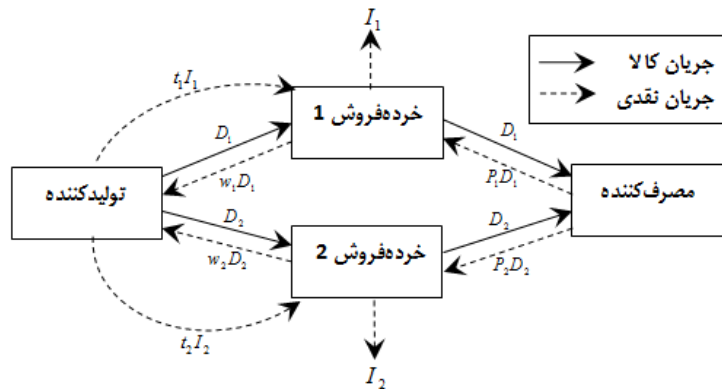 I₁
جریان کالا
جریان نقدی
t₁I₁
خرده‌فروش 1
D₁
D₁
w₁D₁
P₁D₁
تولیدکننده
مصرف‌کننده
D₂
D₂
w₂D₂
خرده‌فروش 2
P₂D₂
t₂I₂
I₂